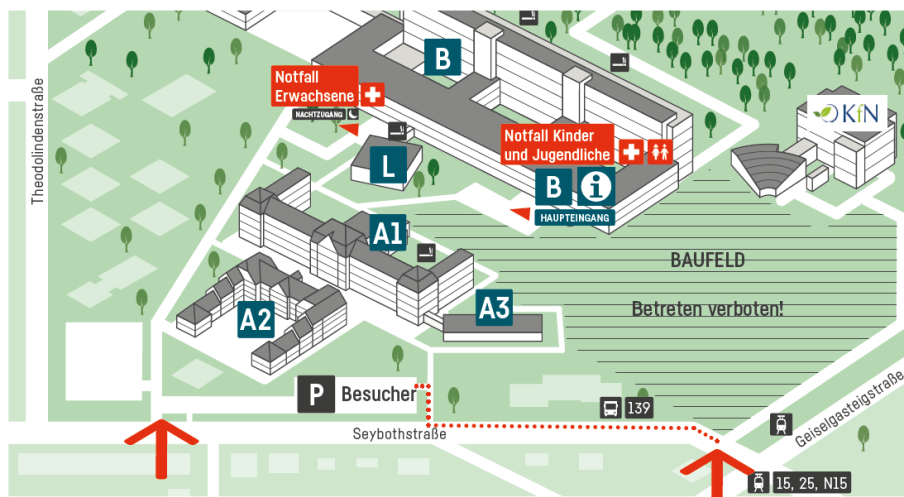 B
Notfall
Erwachsene
NACHTZUGANG
KfN
Notfall Kinder
und Jugendliche
L
B i
HAUPTEINGANG
Theodolindenstraße
A1
BAUFELD
A2
A3
Betreten verboten!
P Besucher
139
Seybothstraße
Geiselgasteigstraße
15, 25, N15